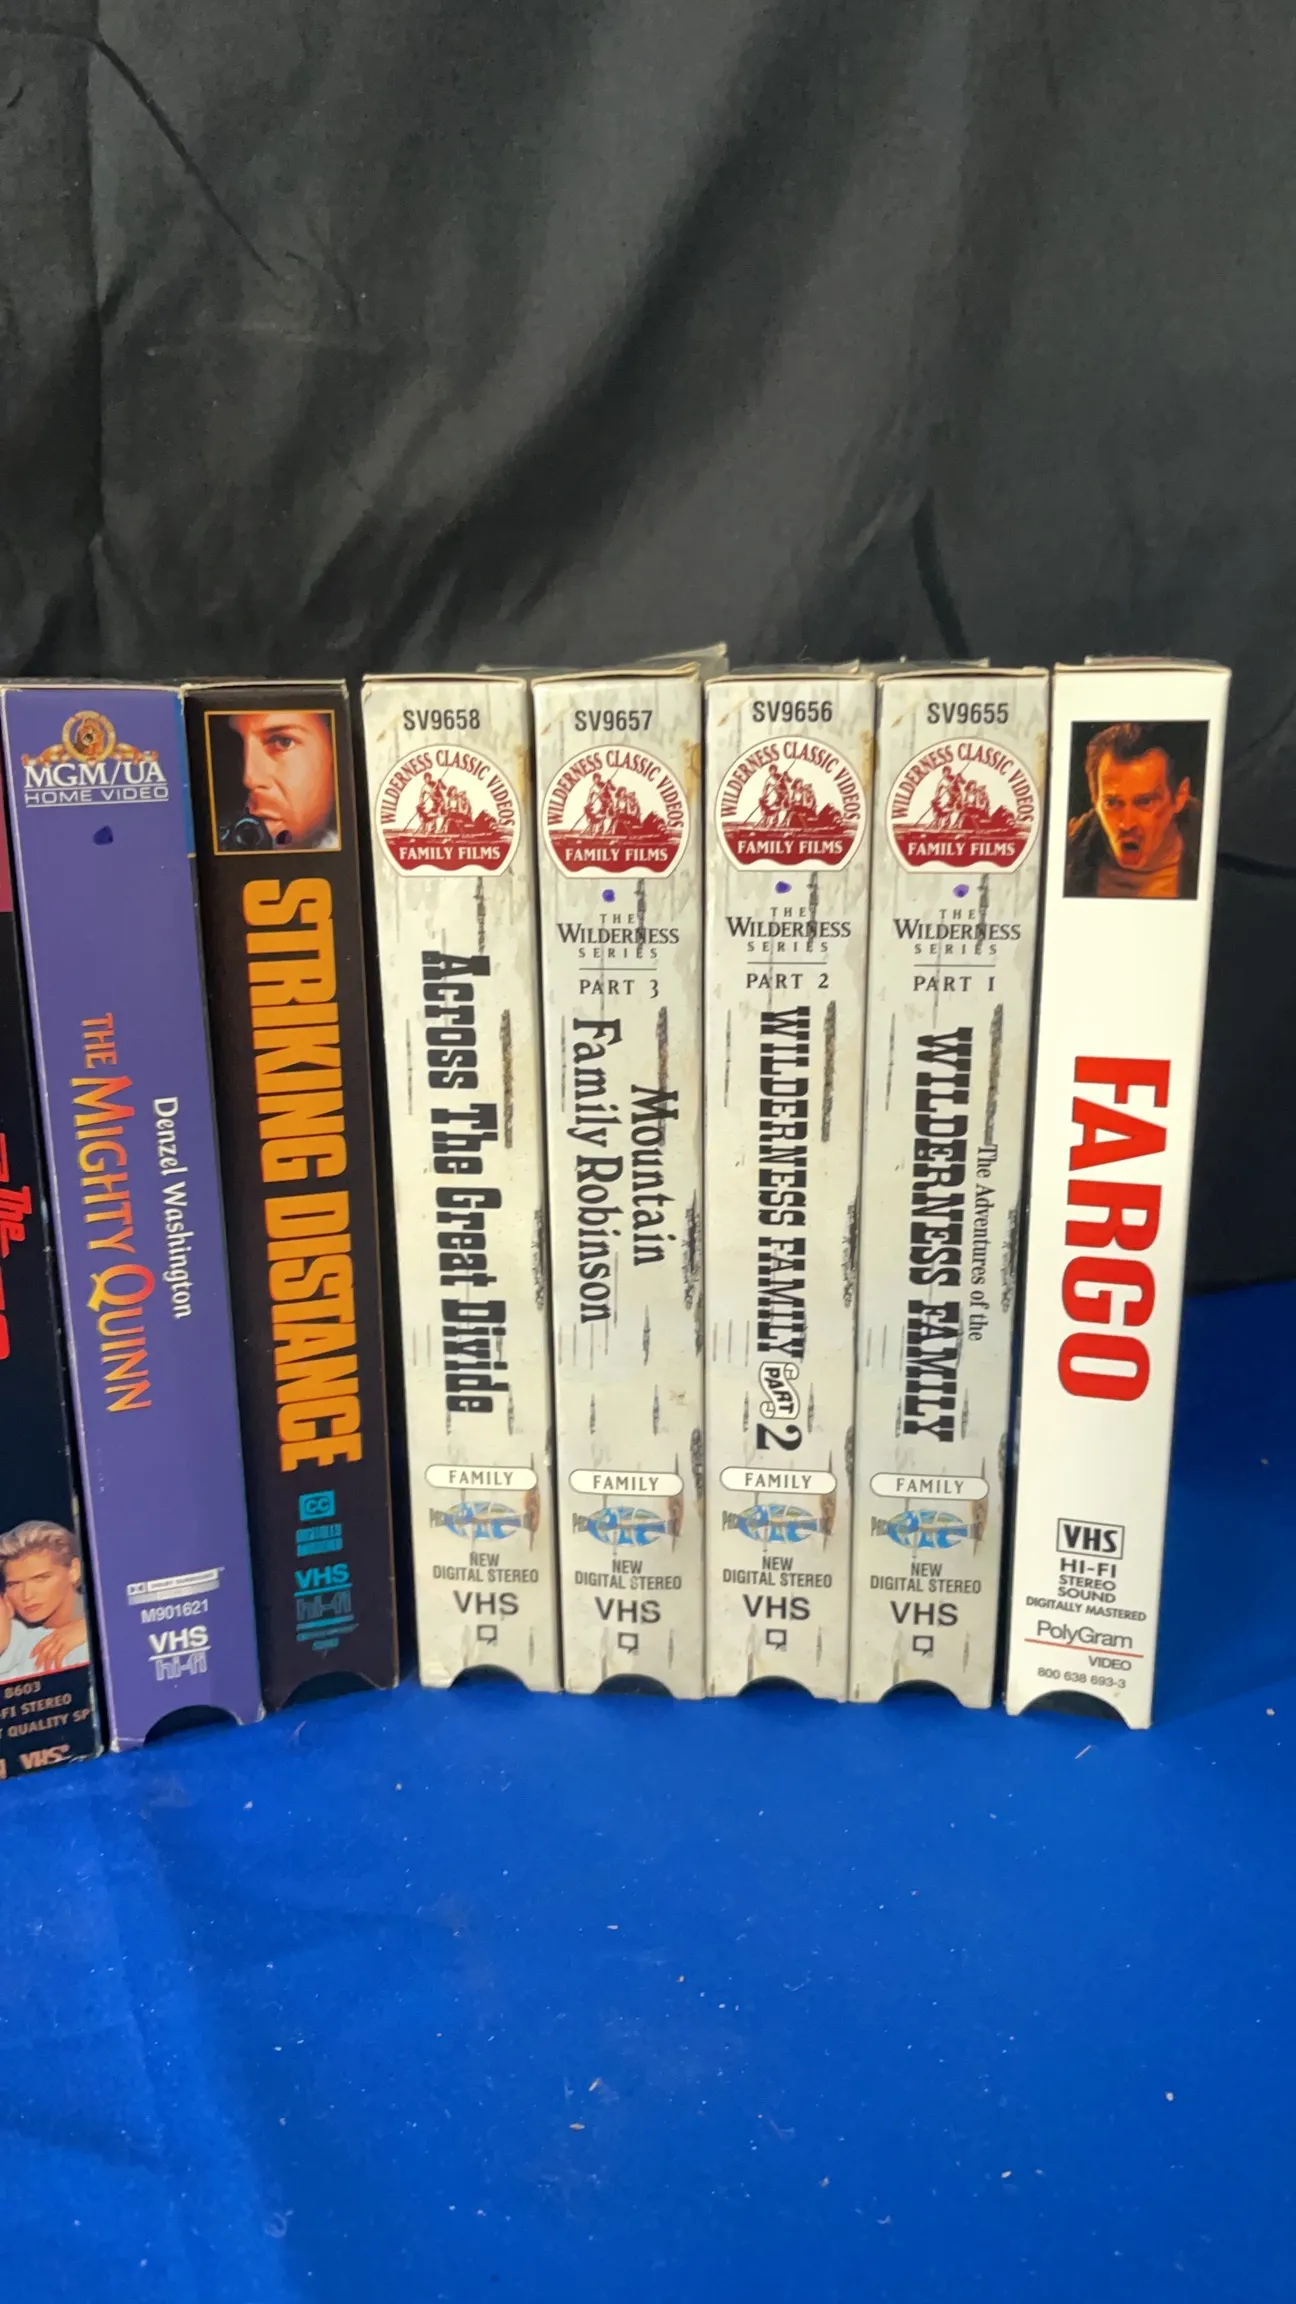 The
8603
-FI STEREO
T QUALITY SP
VHS
MGM/UA
HOME VIDEO
Denzel Washington
THE MIGHTY QUINN
DOLBY SURROUND
M901621
VHS
hi-fi
STRIKING DISTANCE
CC
VHS
hi-fi
SV9658
WILDERNESS CLASSIC VIDEOS
FAMILY FILMS
Across The Great Divide
FAMILY
NEW
DIGITAL STEREO
VHS
SV9657
WILDERNESS CLASSIC VIDEOS
FAMILY FILMS
THE
WILDERNESS
SERIES
PART 3
Mountain
Family Robinson
FAMILY
NEW
DIGITAL STEREO
VHS
SV9656
WILDERNESS CLASSIC VIDEOS
FAMILY FILMS
THE
WILDERNESS
SERIES
PART 2
WILDERNESS FAMILY PART 2
FAMILY
NEW
DIGITAL STEREO
VHS
SV9655
WILDERNESS CLASSIC VIDEOS
FAMILY FILMS
THE
WILDERNESS
SERIES
PART 1
The Adventures of the
WILDERNESS FAMILY
FAMILY
NEW
DIGITAL STEREO
VHS
FARGO
VHS
HI-FI
STEREO
SOUND
DIGITALLY MASTERED
PolyGram
VIDEO
800 638 693-3